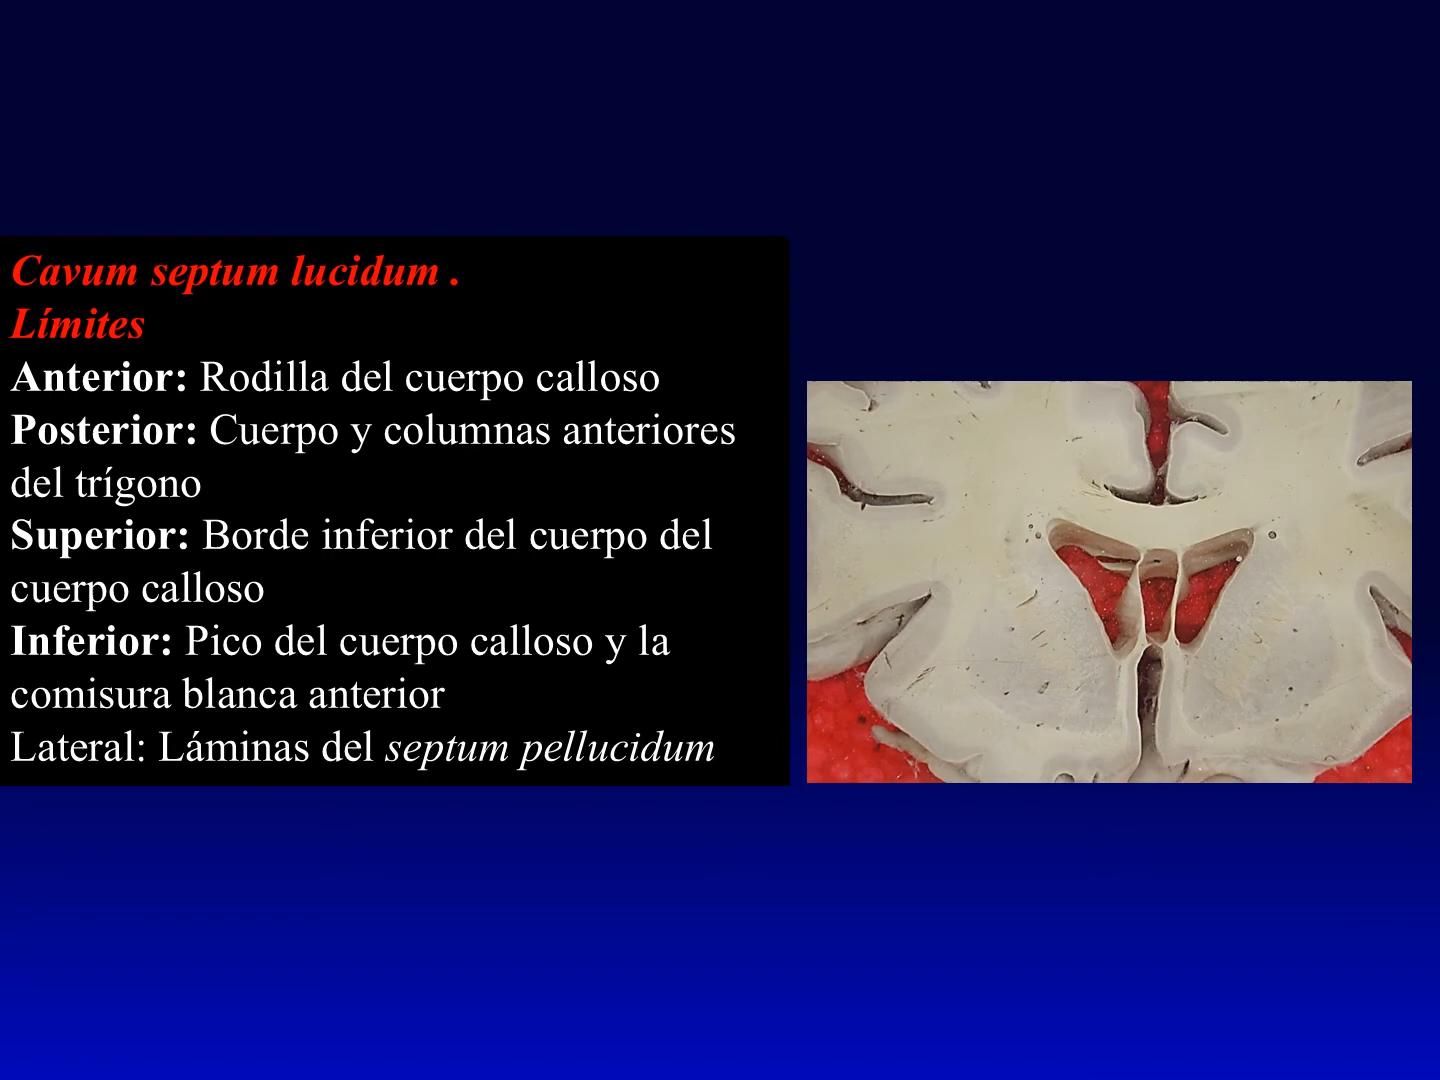 Cavum septum lucidum .
Límites
Anterior: Rodilla del cuerpo calloso
Posterior: Cuerpo y columnas anteriores
del trígono
Superior: Borde inferior del cuerpo del
cuerpo calloso
Inferior: Pico del cuerpo calloso y la
comisura blanca anterior
Lateral: Láminas del septum pellucidum